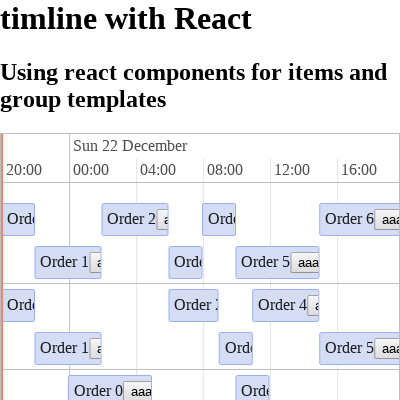 timline with React
Using react components for items and
group templates
Sun 22 December
20:00 00:00 04:00 08:00 12:00 16:00
Order 2 Order 6 aaa
Order 1 Order 5 aaa
Order 4
Order 1 Order 5 aaa
Order 0 aaa